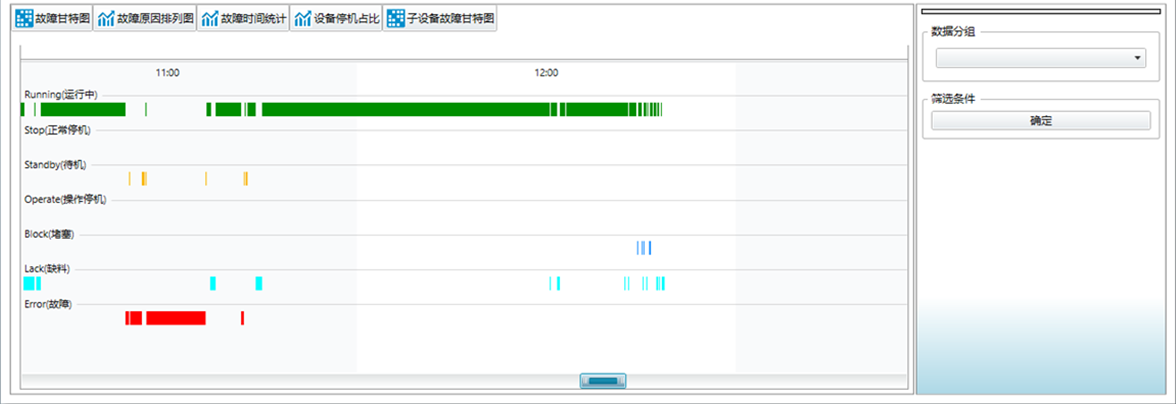 故障甘特图 故障原因排列图 故障时间统计 设备停机占比 子设备故障甘特图
11:00 12:00
Running(运行中)
Stop(正常停机)
Standby(待机)
Operate(操作停机)
Block(堵塞)
Lack(缺料)
Error(故障)
数据分组
筛选条件
确定